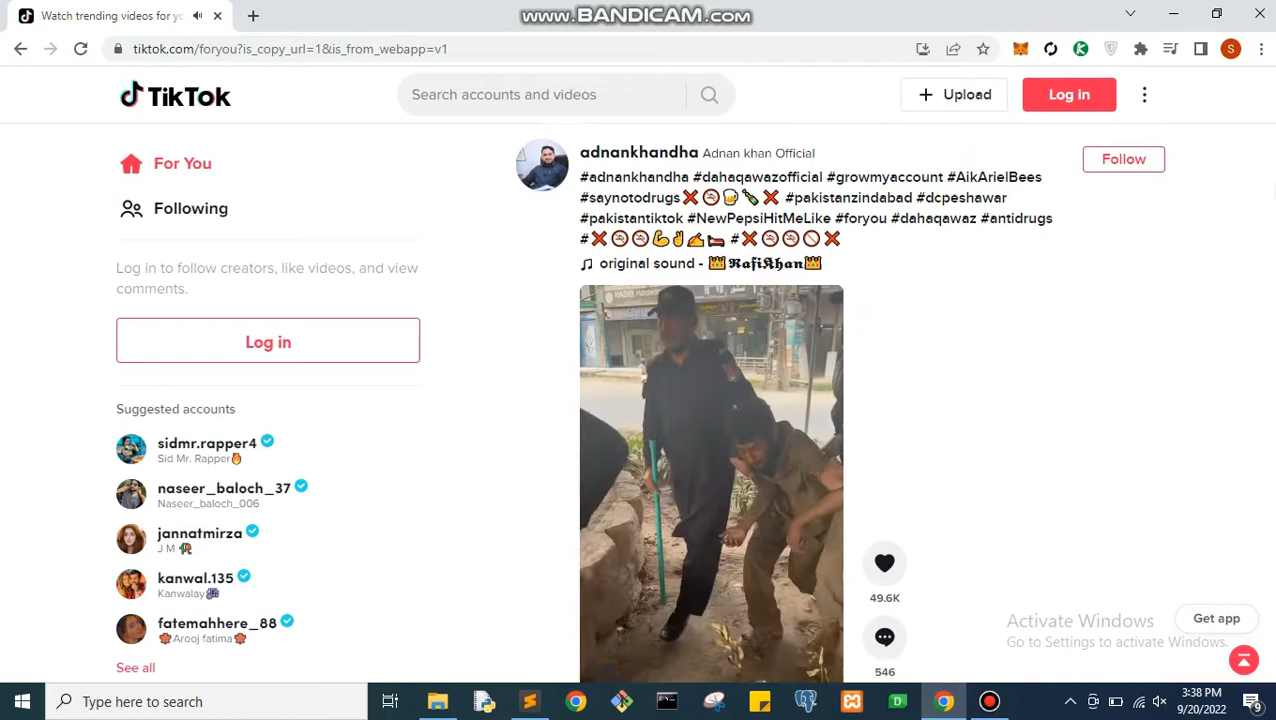 Watch trending videos for yo
www.BANDICAM.com
tiktok.com/foryou?is_copy_url=1&is_from_webapp=v1
S
TikTok
Search accounts and videos
Upload
Log in
For You
Following
Log in to follow creators, like videos, and view
comments.
Log in
Suggested accounts
sidmr.rapper4
Sid Mr. Rapper🔥
naseer_baloch_37
Naseer_baloch_006
jannatmirza
J M
kanwal.135
Kanwalay
fatemahhere_88
Arooj fatima
See all
adnankhandha Adnan khan Official
Follow
#adnankhandha #dahaqawazofficial #growmyaccount #AikArielBees
#saynotodrugs❌🚭🍺🍾❌ #pakistanzindabad #dcpeshawar
#pakistantiktok #NewPepsiHitMeLike #foryou #dahaqawaz #antidrugs
#❌🚭🚭💪✌✍🛌 #❌🚭🚭🚫❌
♫ original sound - 👑𝕽𝖆𝖋𝖎𝕶𝖍𝖆𝖓👑
49.6K
546
Activate Windows
Go to Settings to activate Windows.
Get app
Type here to search
3:38 PM
9/20/2022
9